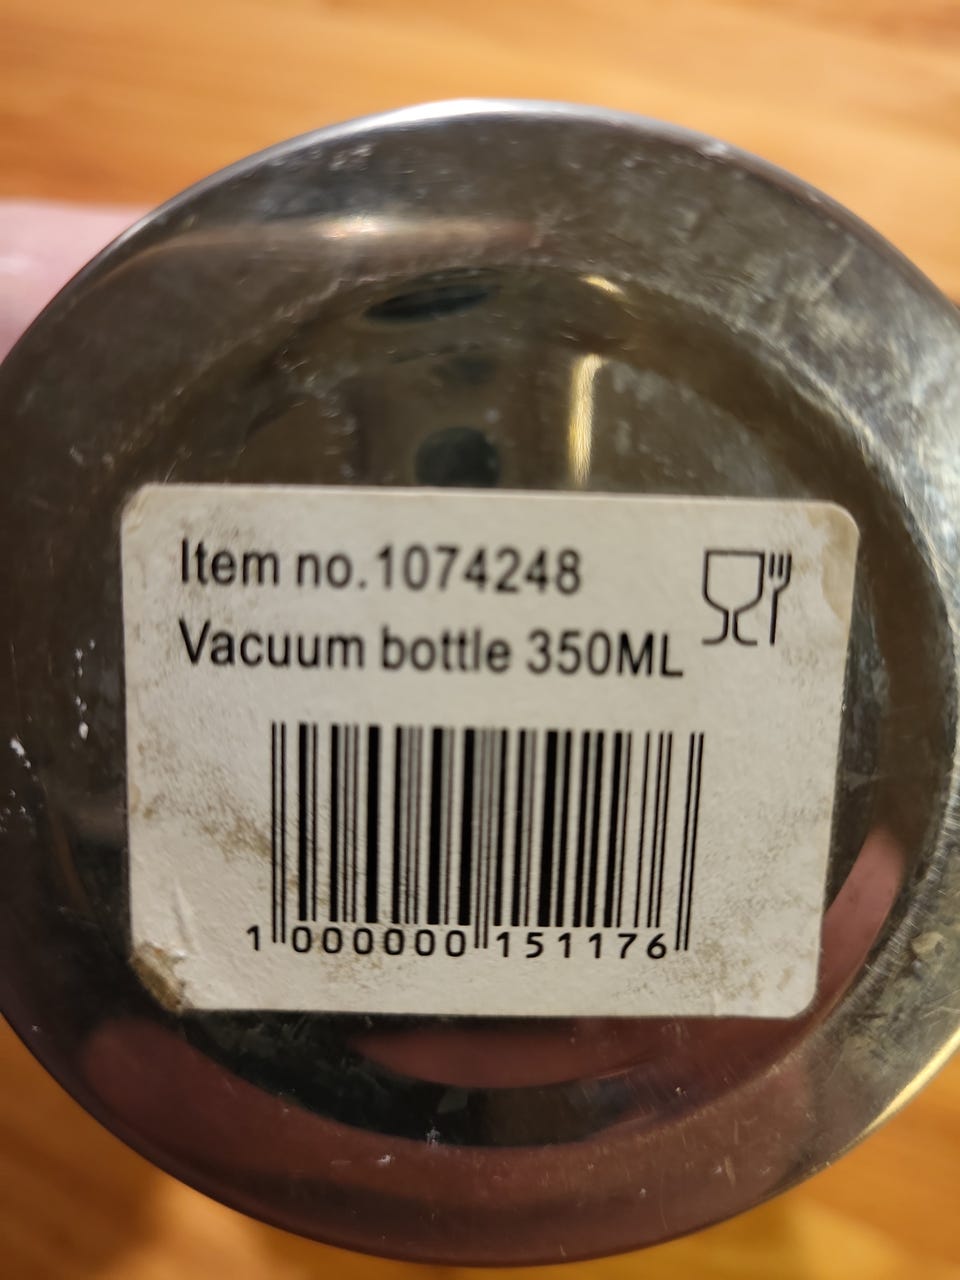 Item no.1074248
Vacuum bottle 350ML
1 000000 151176